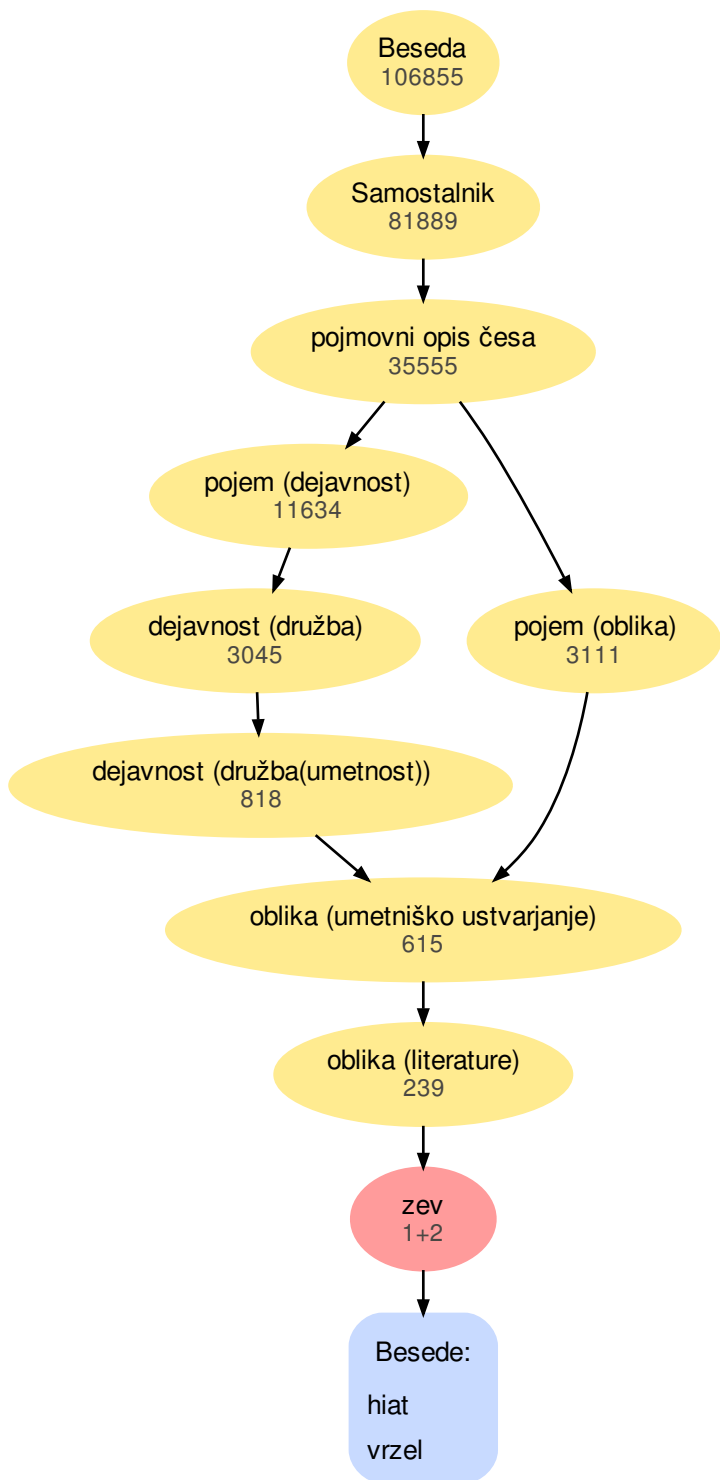 Beseda
106855
Samostalnik
81889
pojmovni opis česa
35555
pojem (dejavnost)
11634
dejavnost (družba)
3045
pojem (oblika)
3111
dejavnost (družba(umetnost))
818
oblika (umetniško ustvarjanje)
615
oblika (literature)
239
zev
1+2
Besede:
hiat
vrzel